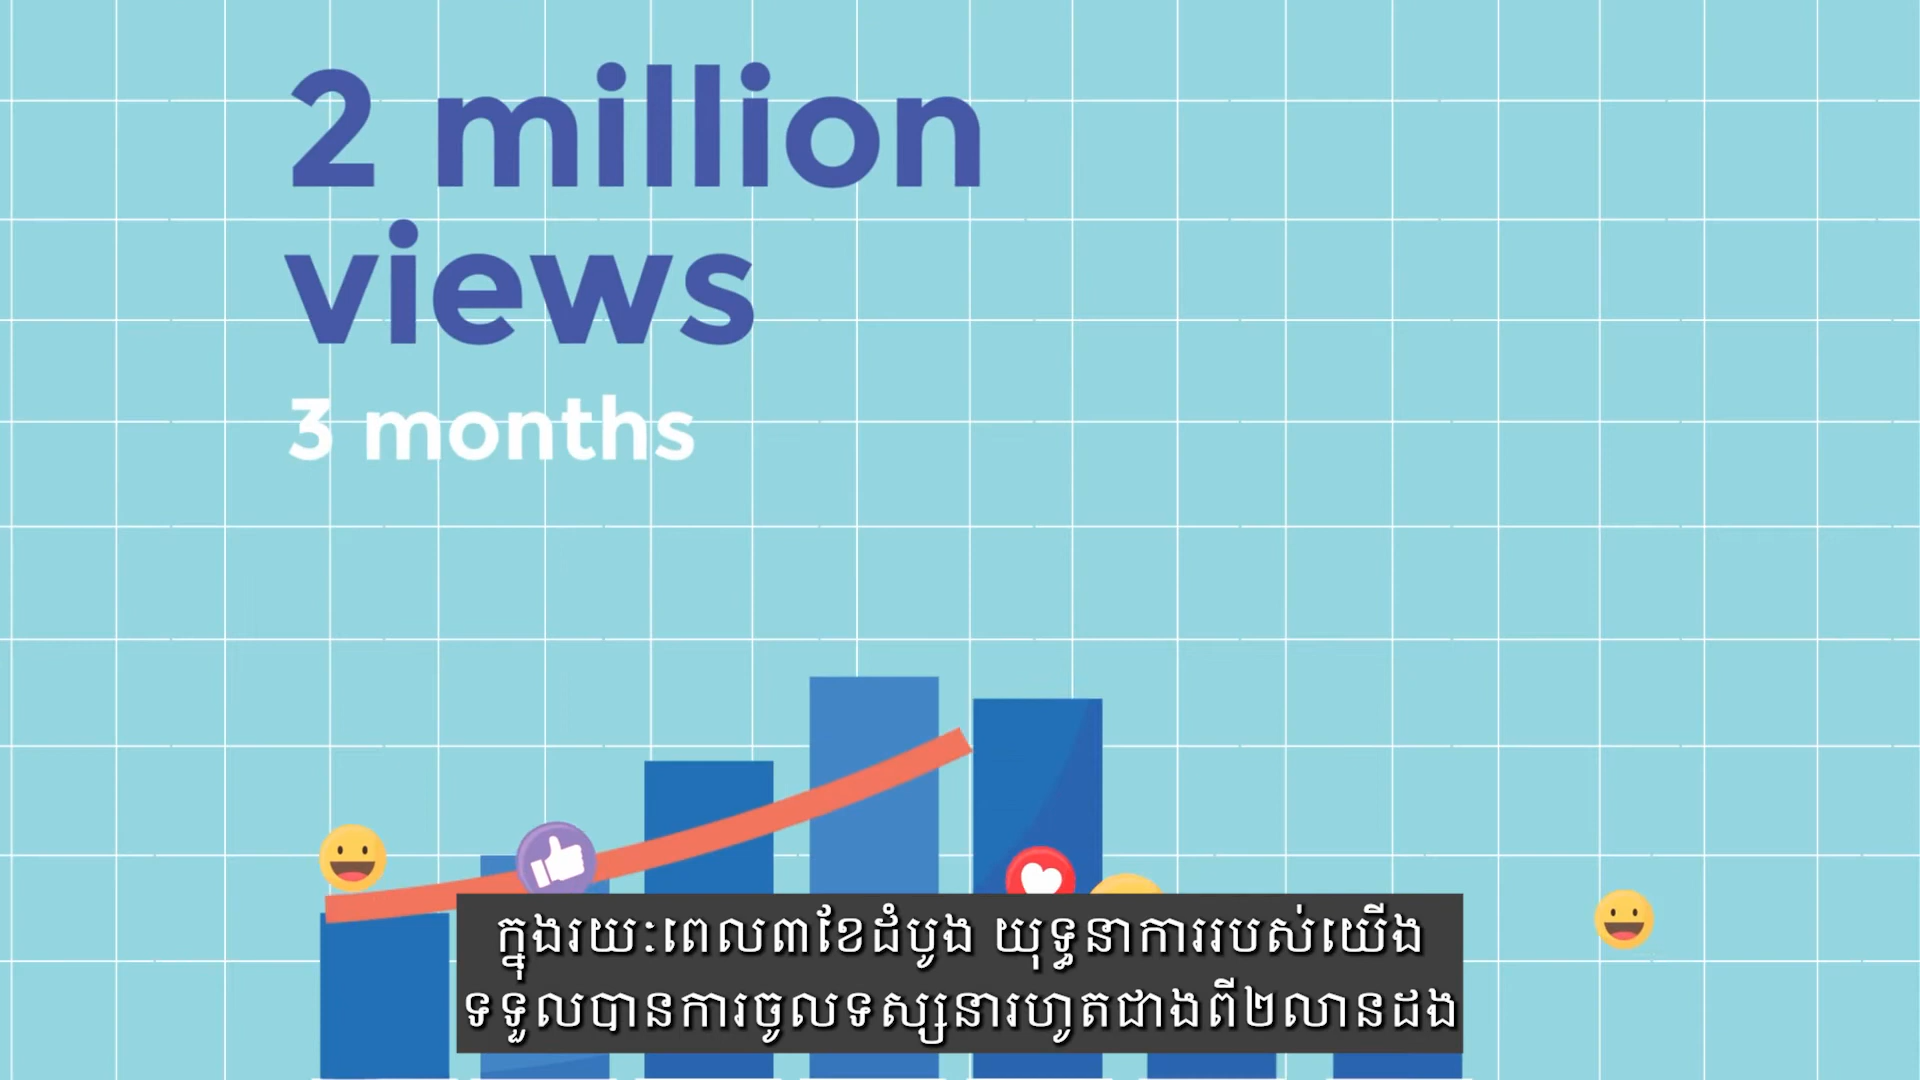 2 million
views
3 months
ក្នុងរយៈពេល៣ខែដំបូង យុទ្ធនាការរបស់យើង
ទទួលបានការចូលទស្សនារហូតជាងពី២លានដង